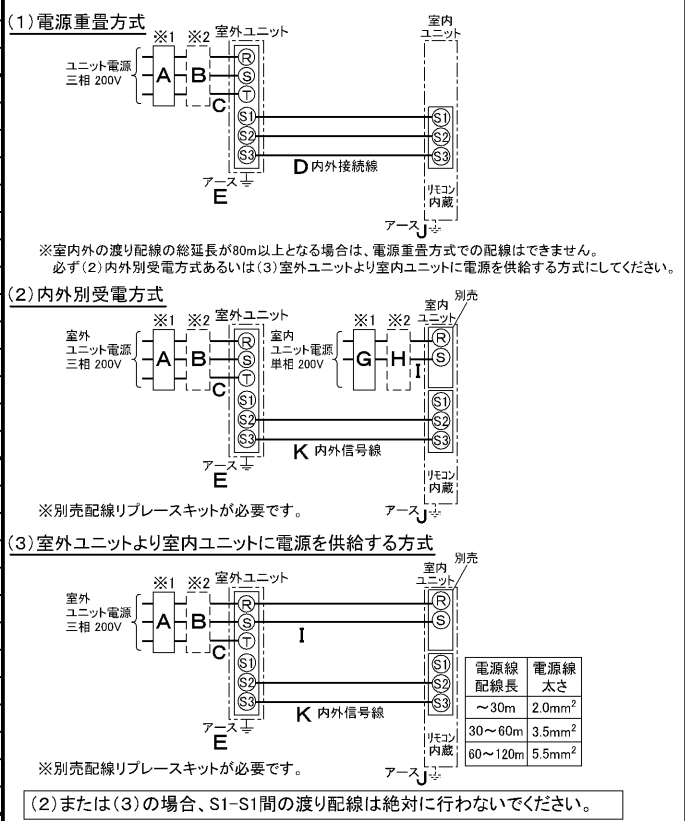 (1)電源重畳方式
※1 ※2 室外ユニット
室内
ユニット
ユニット電源
三相 200V
A B C
R
S
T
S1 S1
S2 S2
S3 S3
D 内外接続線
アース
E
リモコン
内蔵
アース J
※室内外の渡り配線の総延長が80m以上となる場合は、電源重畳方式での配線はできません。
必ず(2)内外別受電方式あるいは(3)室外ユニットより室内ユニットに電源を供給する方式にしてください。
(2)内外別受電方式
※1 ※2 室外ユニット
※1 ※2
室内
ユニット
別売
室外
ユニット電源
三相 200V
A B C
R
S
T
S1
S2
S3
室内
ユニット電源
単相 200V
G H I
R
S
S1
S2
S3
K 内外信号線
アース
E
リモコン
内蔵
アース J
※別売配線リプレースキットが必要です。
(3)室外ユニットより室内ユニットに電源を供給する方式
※1 ※2 室外ユニット
室内
ユニット
別売
室外
ユニット電源
三相 200V
A B C
R R
S S
T
I
S1 S1
S2 S2
S3 S3
K 内外信号線
アース
E
リモコン
内蔵
アース J
電源線
配線長
電源線
太さ
～30m 2.0mm²
30～60m 3.5mm²
60～120m 5.5mm²
※別売配線リプレースキットが必要です。
(2)または(3)の場合、S1-S1間の渡り配線は絶対に行わないでください。